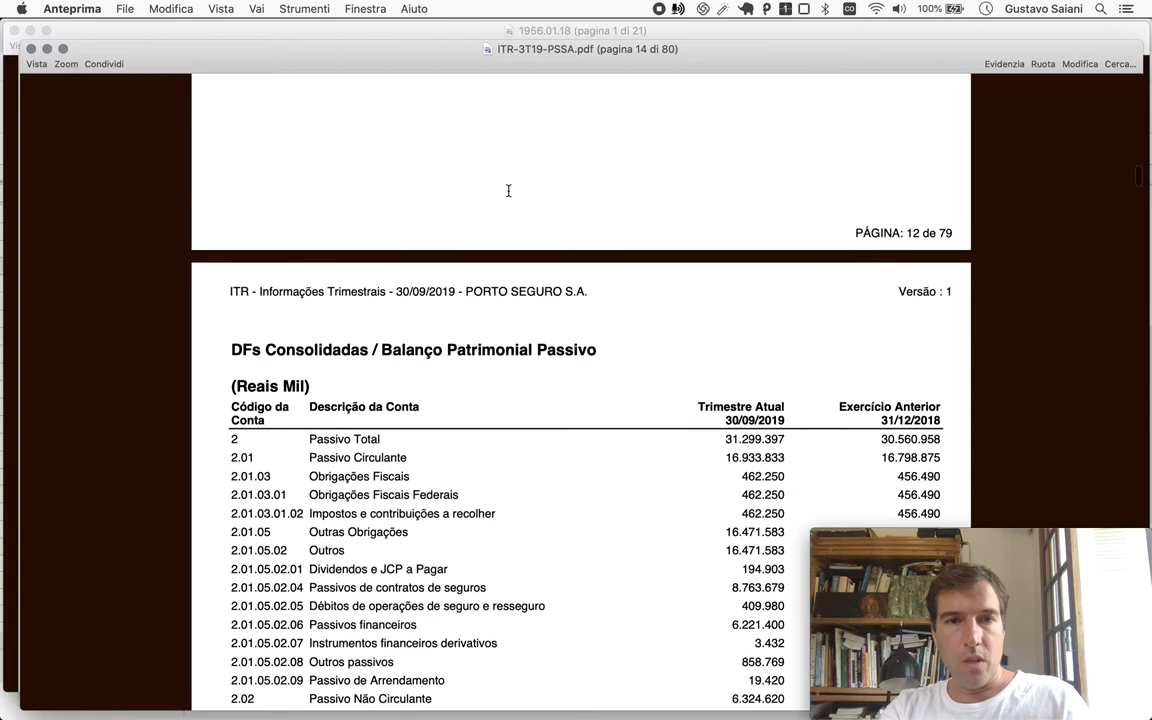 Anteprima File Modifica Vista Vai Strumenti Finestra Aiuto 100% Gustavo Saiani
1956.01.18 (pagina 1 di 21)
ITR-3T19-PSSA.pdf (pagina 14 di 80)
Vista Zoom Condividi Evidenzia Ruota Modifica Cerca...
PÁGINA: 12 de 79
ITR - Informações Trimestrais - 30/09/2019 - PORTO SEGURO S.A. Versão : 1
DFs Consolidadas / Balanço Patrimonial Passivo
(Reais Mil)
Código da Descrição da Conta Trimestre Atual Exercício Anterior
Conta 30/09/2019 31/12/2018
2 Passivo Total 31.299.397 30.560.958
2.01 Passivo Circulante 16.933.833 16.798.875
2.01.03 Obrigações Fiscais 462.250 456.490
2.01.03.01 Obrigações Fiscais Federais 462.250 456.490
2.01.03.01.02 Impostos e contribuições a recolher 462.250 456.490
2.01.05 Outras Obrigações 16.471.583
2.01.05.02 Outros 16.471.583
2.01.05.02.01 Dividendos e JCP a Pagar 194.903
2.01.05.02.04 Passivos de contratos de seguros 8.763.679
2.01.05.02.05 Débitos de operações de seguro e resseguro 409.980
2.01.05.02.06 Passivos financeiros 6.221.400
2.01.05.02.07 Instrumentos financeiros derivativos 3.432
2.01.05.02.08 Outros passivos 858.769
2.01.05.02.09 Passivo de Arrendamento 19.420
2.02 Passivo Não Circulante 6.324.620